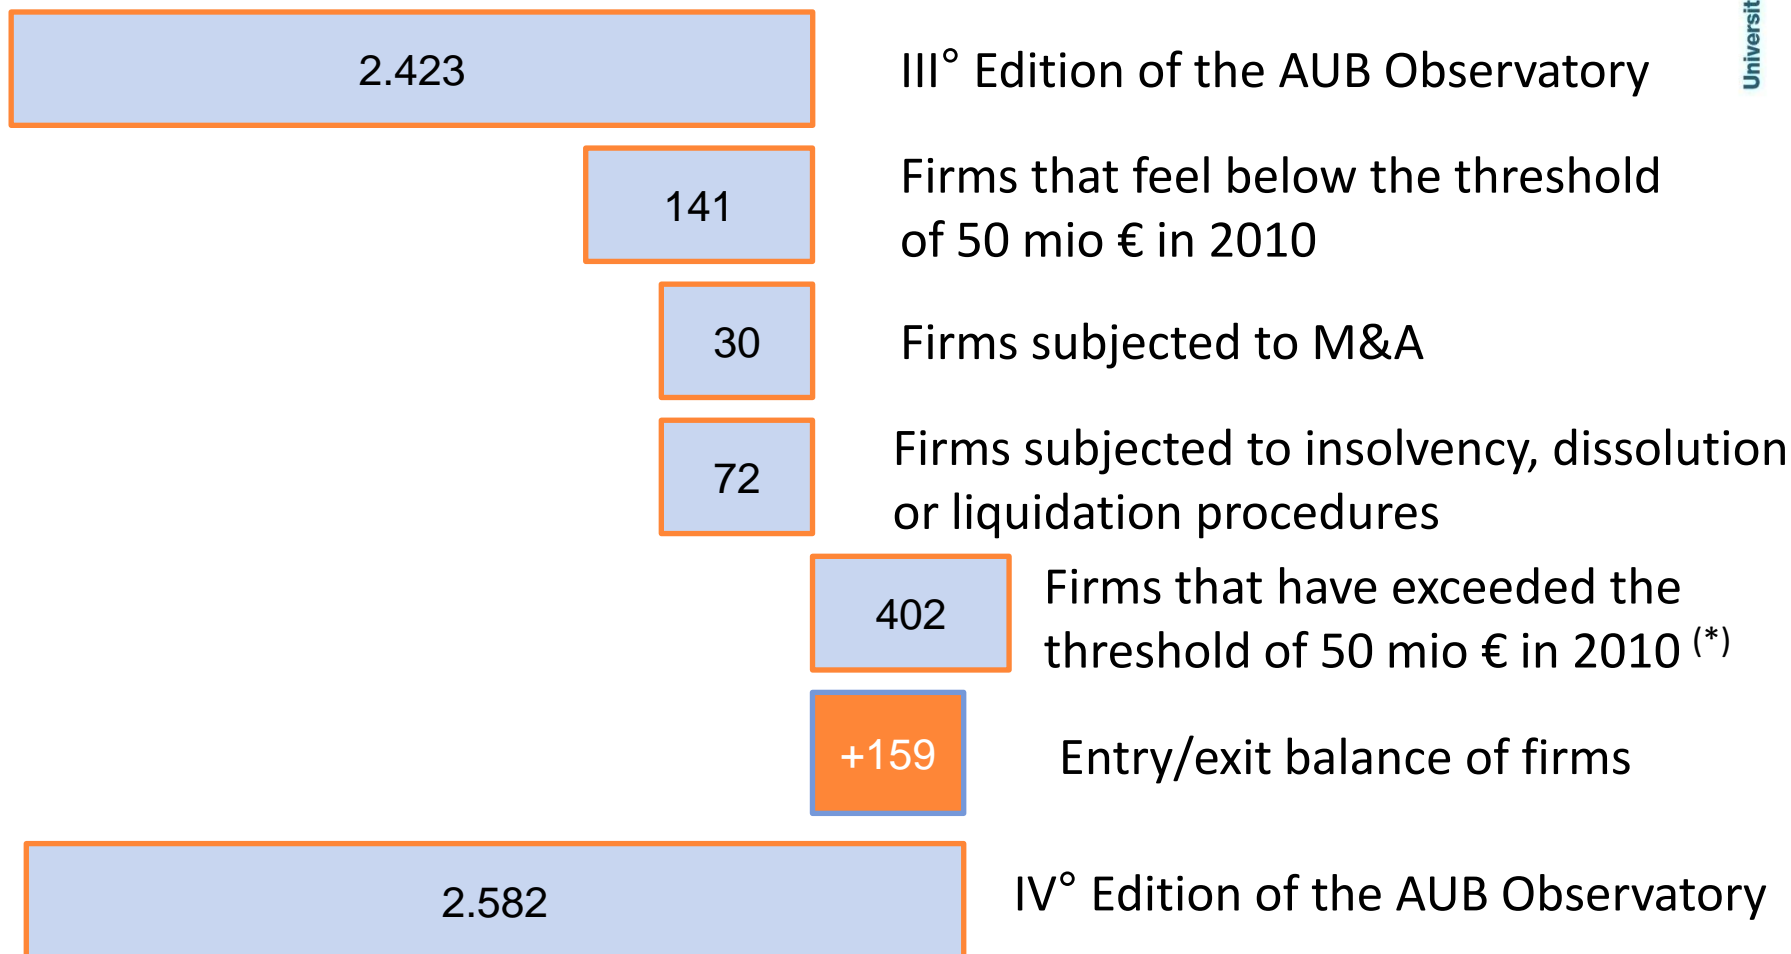 Universit
2.423
III° Edition of the AUB Observatory
141
Firms that feel below the threshold
of 50 mio € in 2010
30
Firms subjected to M&A
72
Firms subjected to insolvency, dissolution
or liquidation procedures
402
Firms that have exceeded the
threshold of 50 mio € in 2010 (*)
+159
Entry/exit balance of firms
2.582
IV° Edition of the AUB Observatory